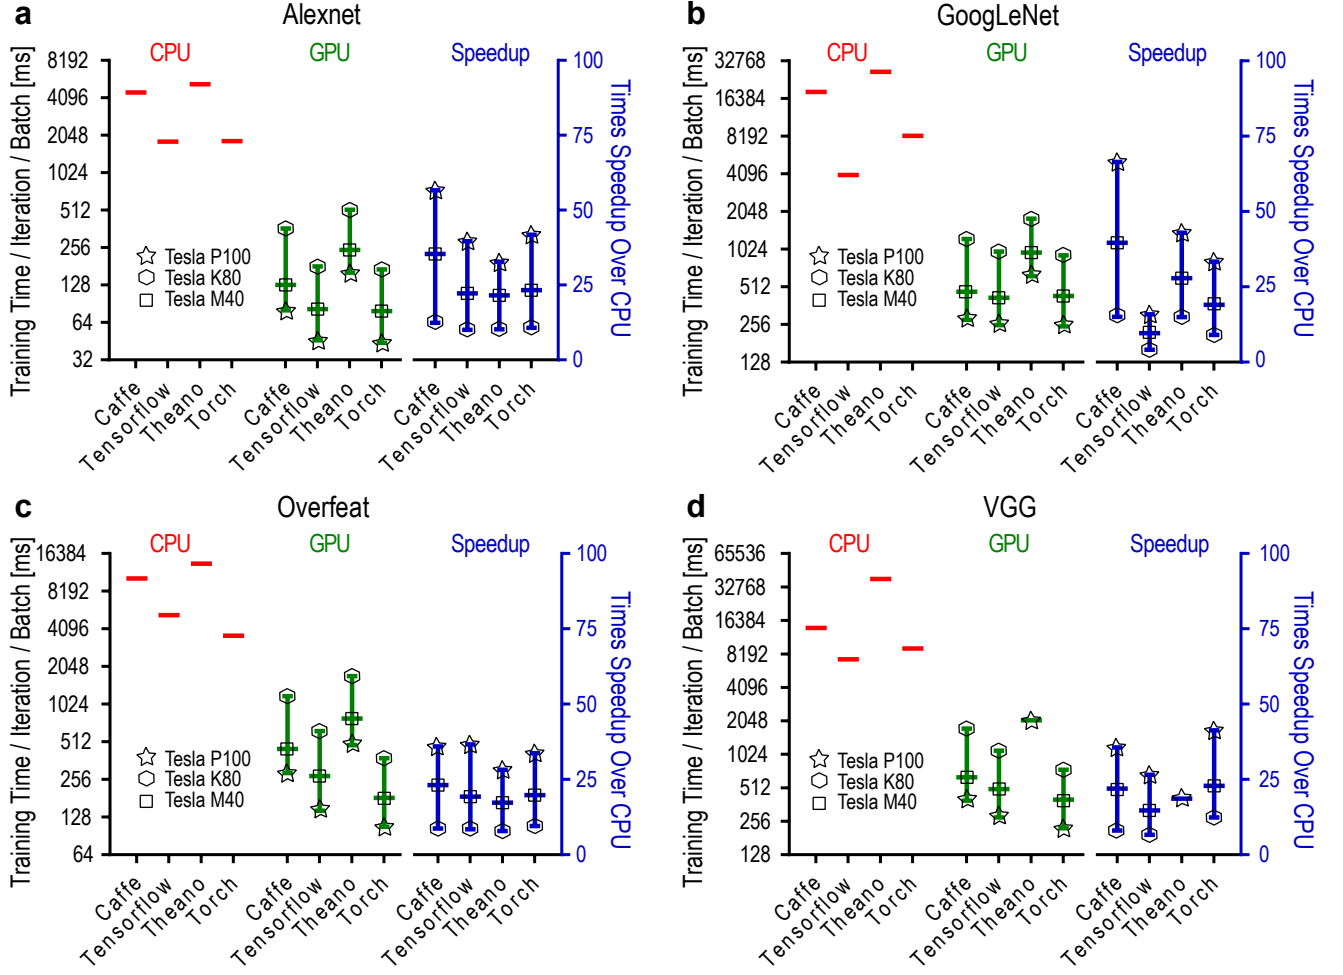 a
Alexnet
CPU
GPU
Speedup
Training Time / Iteration / Batch [ms]
8192
4096
2048
1024
512
256
128
64
32
Tesla P100
Tesla K80
Tesla M40
100
75
50
25
0
Times Speedup Over CPU
Caffe
Tensorflow
Theano
Torch
Caffe
Tensorflow
Theano
Torch
Caffe
Tensorflow
Theano
Torch
b
GoogLeNet
CPU
GPU
Speedup
Training Time / Iteration / Batch [ms]
32768
16384
8192
4096
2048
1024
512
256
128
Tesla P100
Tesla K80
Tesla M40
100
75
50
25
0
Times Speedup Over CPU
Caffe
Tensorflow
Theano
Torch
Caffe
Tensorflow
Theano
Torch
Caffe
Tensorflow
Theano
Torch
c
Overfeat
CPU
GPU
Speedup
Training Time / Iteration / Batch [ms]
16384
8192
4096
2048
1024
512
256
128
64
Tesla P100
Tesla K80
Tesla M40
100
75
50
25
0
Times Speedup Over CPU
Caffe
Tensorflow
Theano
Torch
Caffe
Tensorflow
Theano
Torch
Caffe
Tensorflow
Theano
Torch
d
VGG
CPU
GPU
Speedup
Training Time / Iteration / Batch [ms]
65536
32768
16384
8192
4096
2048
1024
512
256
128
Tesla P100
Tesla K80
Tesla M40
100
75
50
25
0
Times Speedup Over CPU
Caffe
Tensorflow
Theano
Torch
Caffe
Tensorflow
Theano
Torch
Caffe
Tensorflow
Theano
Torch